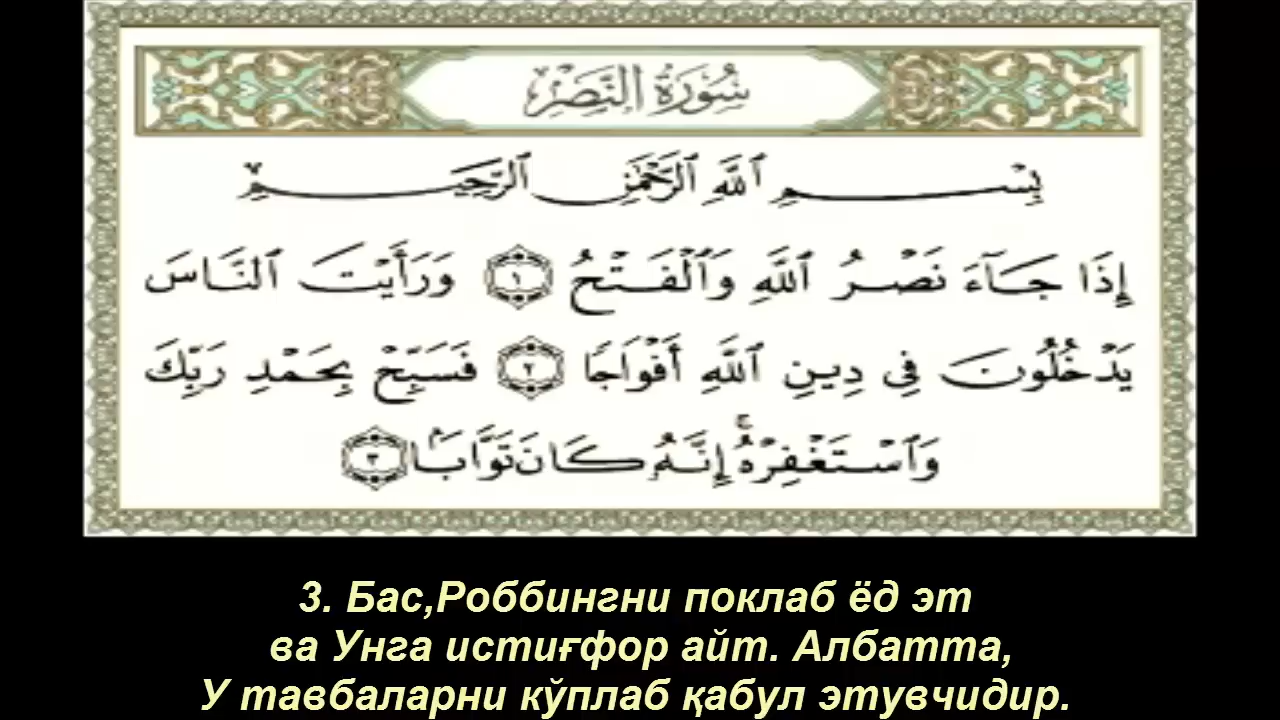 سُورَةُ النَّصْرِ
بِسْمِ ٱللَّهِ ٱلرَّحْمَٰنِ ٱلرَّحِيمِ
إِذَا جَآءَ نَصْرُ ٱللَّهِ وَٱلْفَتْحُ ١ وَرَأَيْتَ ٱلنَّاسَ
يَدْخُلُونَ فِى دِينِ ٱللَّهِ أَفْوَاجًا ٢ فَسَبِّحْ بِحَمْدِ رَبِّكَ
وَٱسْتَغْفِرْهُ ۚ إِنَّهُۥ كَانَ تَوَّابًۢا ٣
3. Бас,Роббингни поклаб ёд эт
ва Унга истиғфор айт. Албатта,
У тавбаларни кўплаб қабул этувчидир.